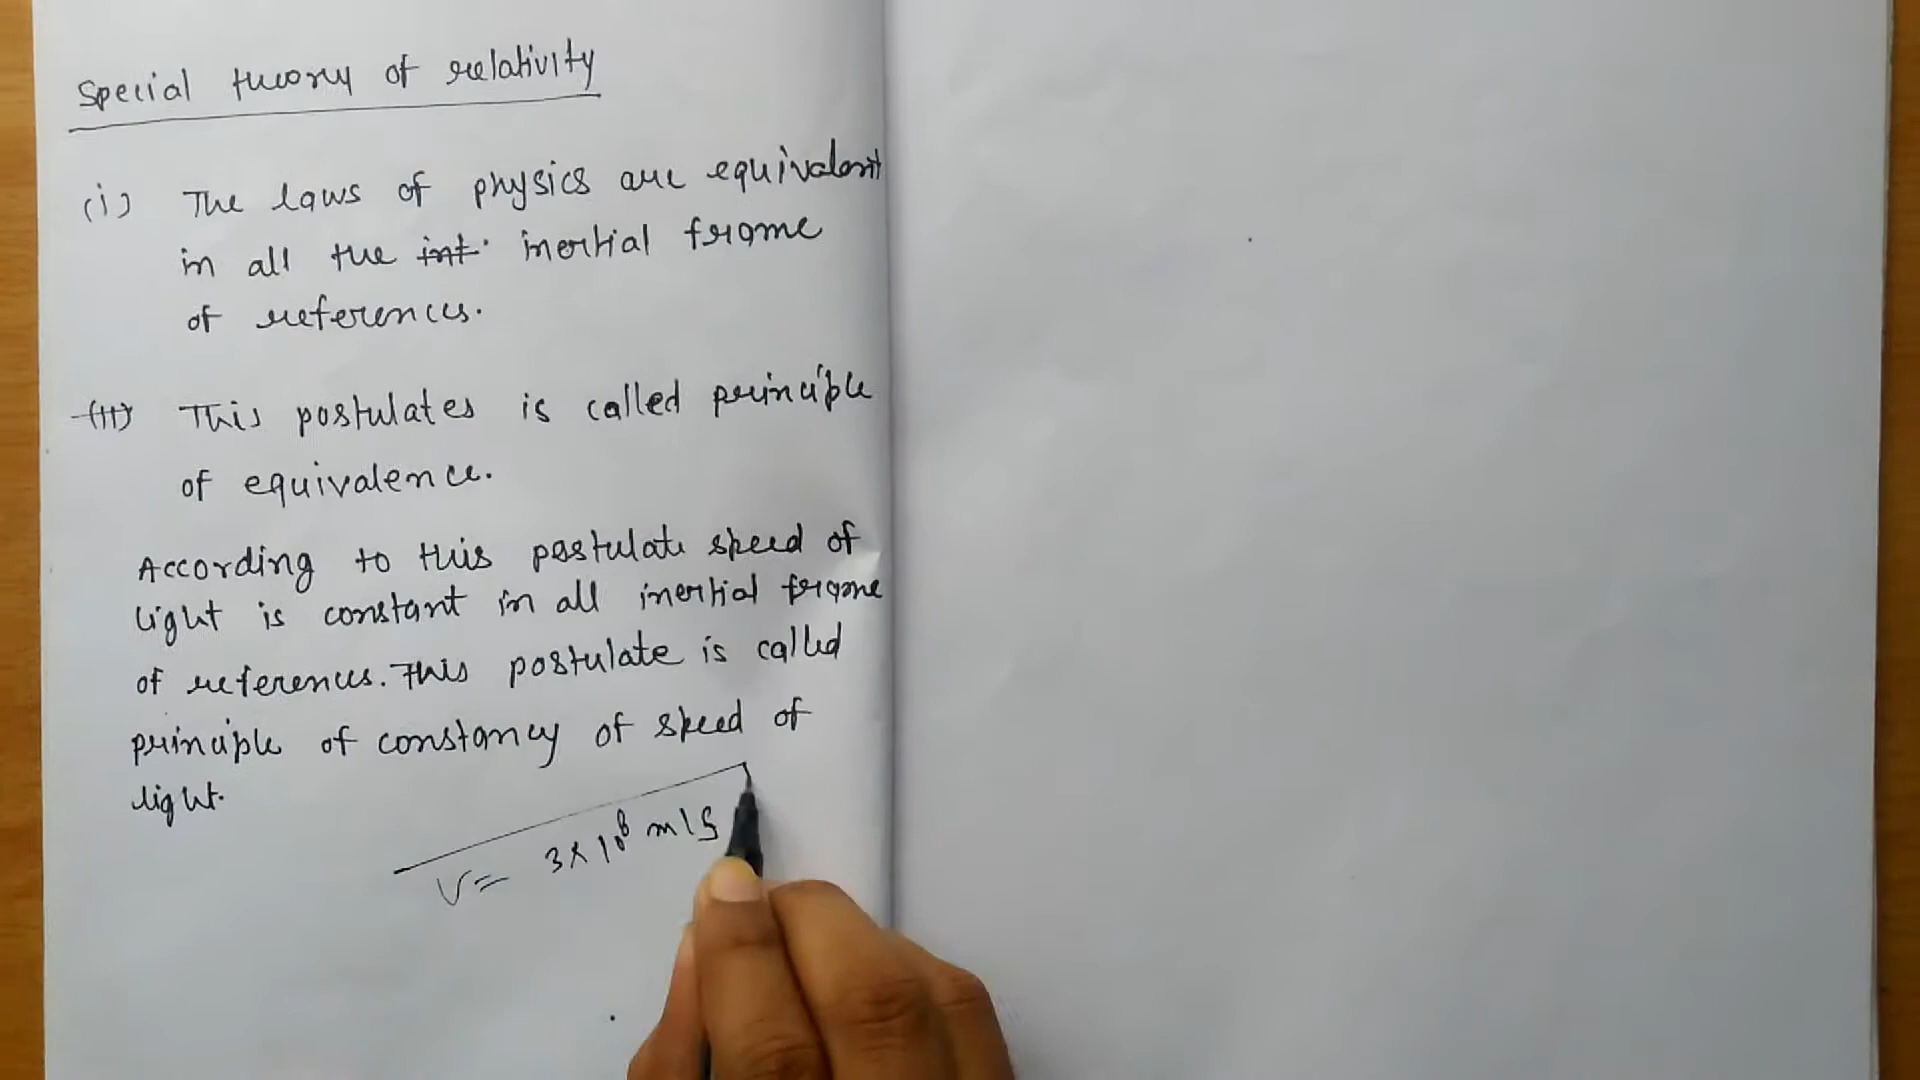 Special theory of relativity
(i) The laws of physics are equivalent
in all the int. inertial frame
of references.
(II) This postulates is called principle
of equivalence.
According to this postulate speed of
light is constant in all inertial frame
of references. This postulate is called
principle of constancy of speed of
light.
V = 3×10⁸ m/s